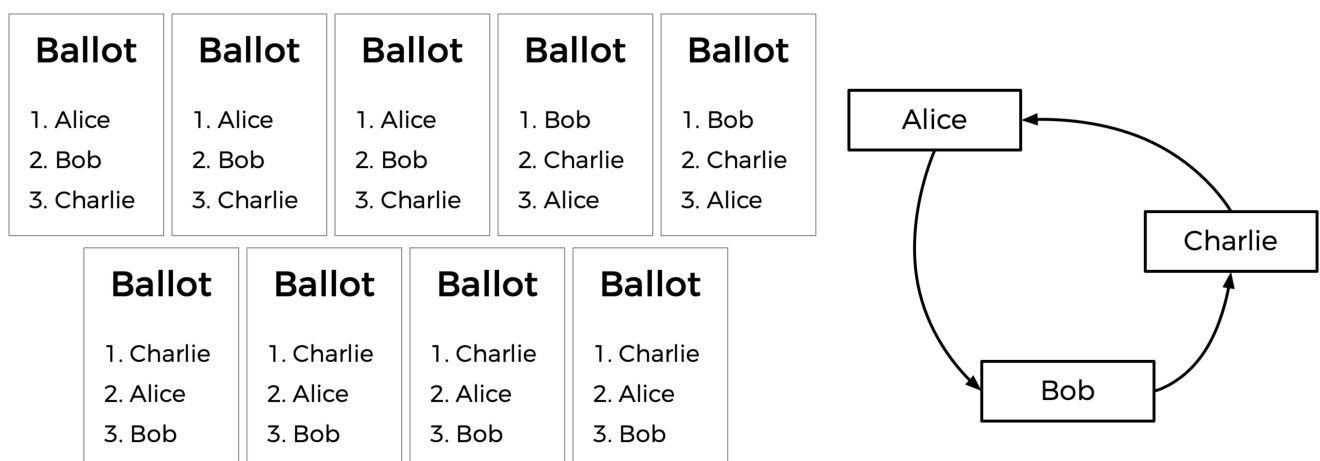 Ballot
1. Alice
2. Bob
3. Charlie
Ballot
1. Alice
2. Bob
3. Charlie
Ballot
1. Alice
2. Bob
3. Charlie
Ballot
1. Bob
2. Charlie
3. Alice
Ballot
1. Bob
2. Charlie
3. Alice
Ballot
1. Charlie
2. Alice
3. Bob
Ballot
1. Charlie
2. Alice
3. Bob
Ballot
1. Charlie
2. Alice
3. Bob
Ballot
1. Charlie
2. Alice
3. Bob
Alice
Charlie
Bob